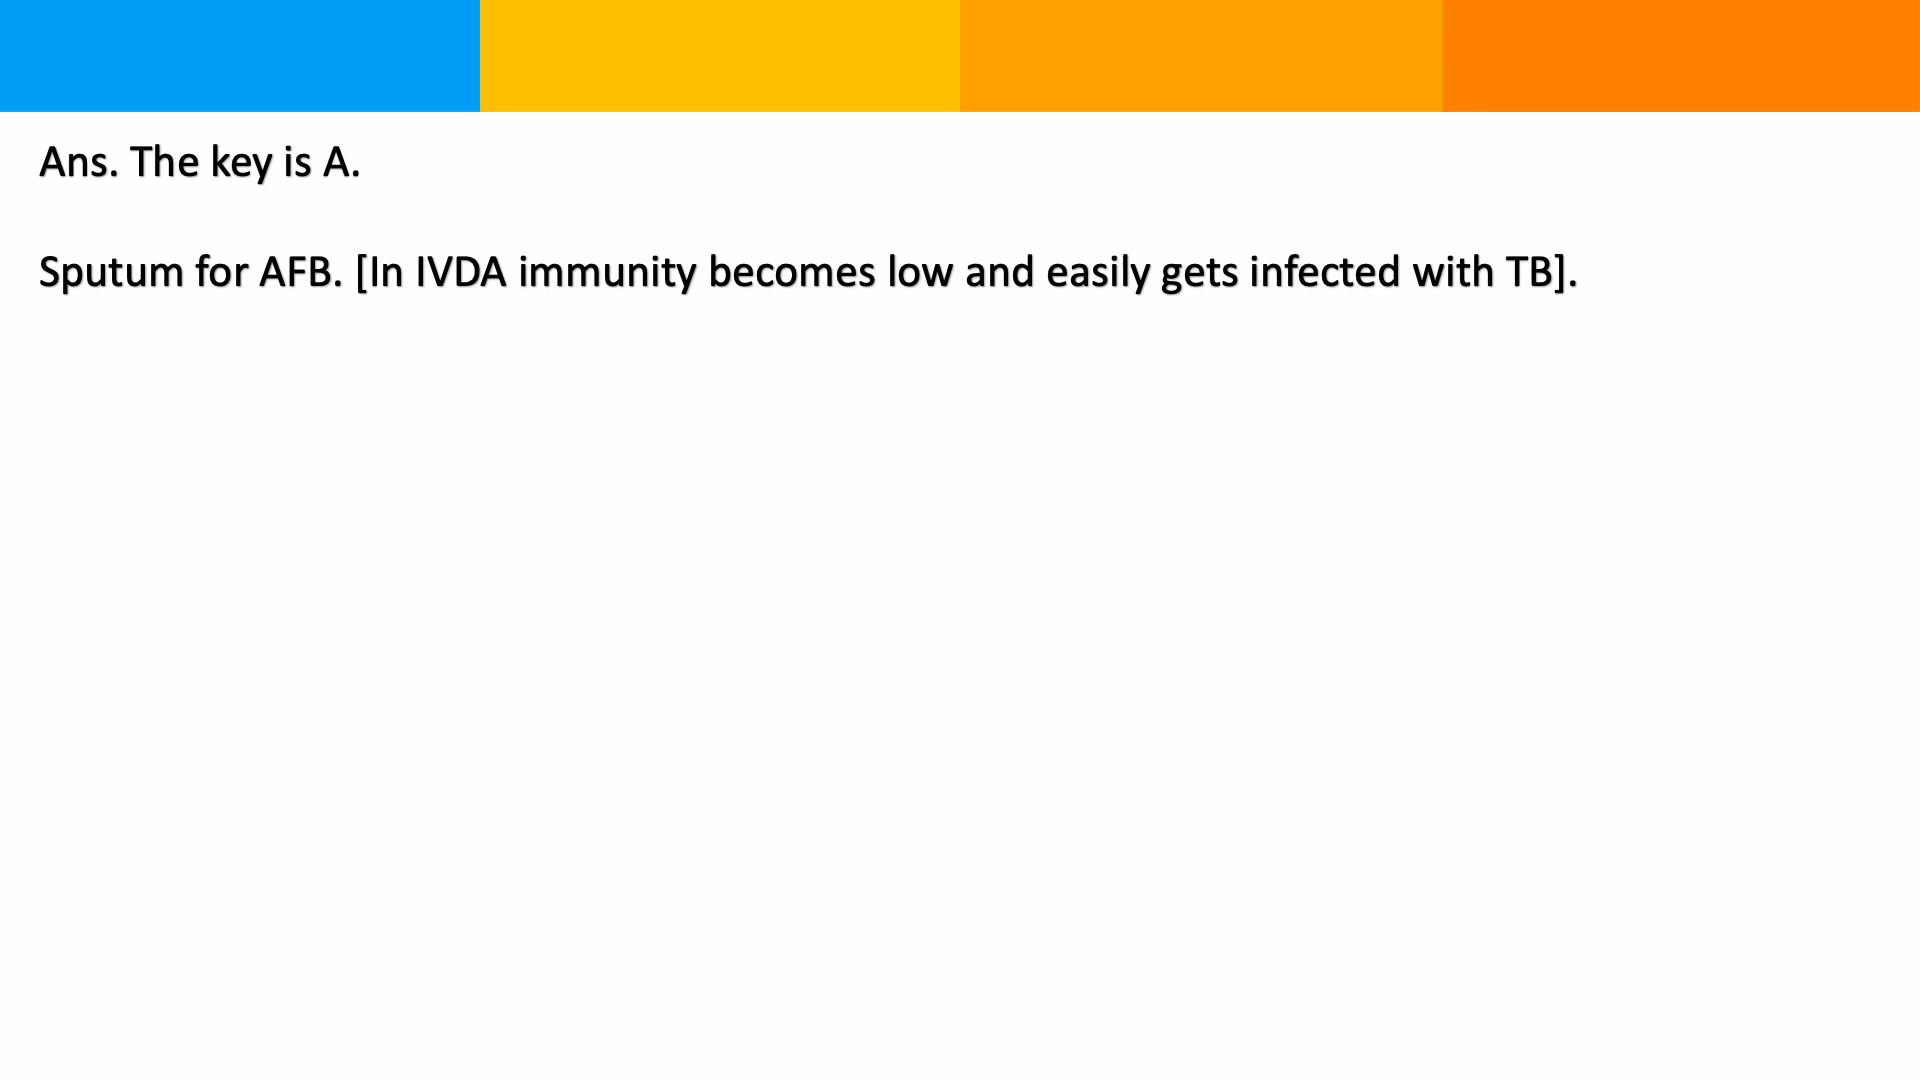 Ans. The key is A.
Sputum for AFB. [In IVDA immunity becomes low and easily gets infected with TB].